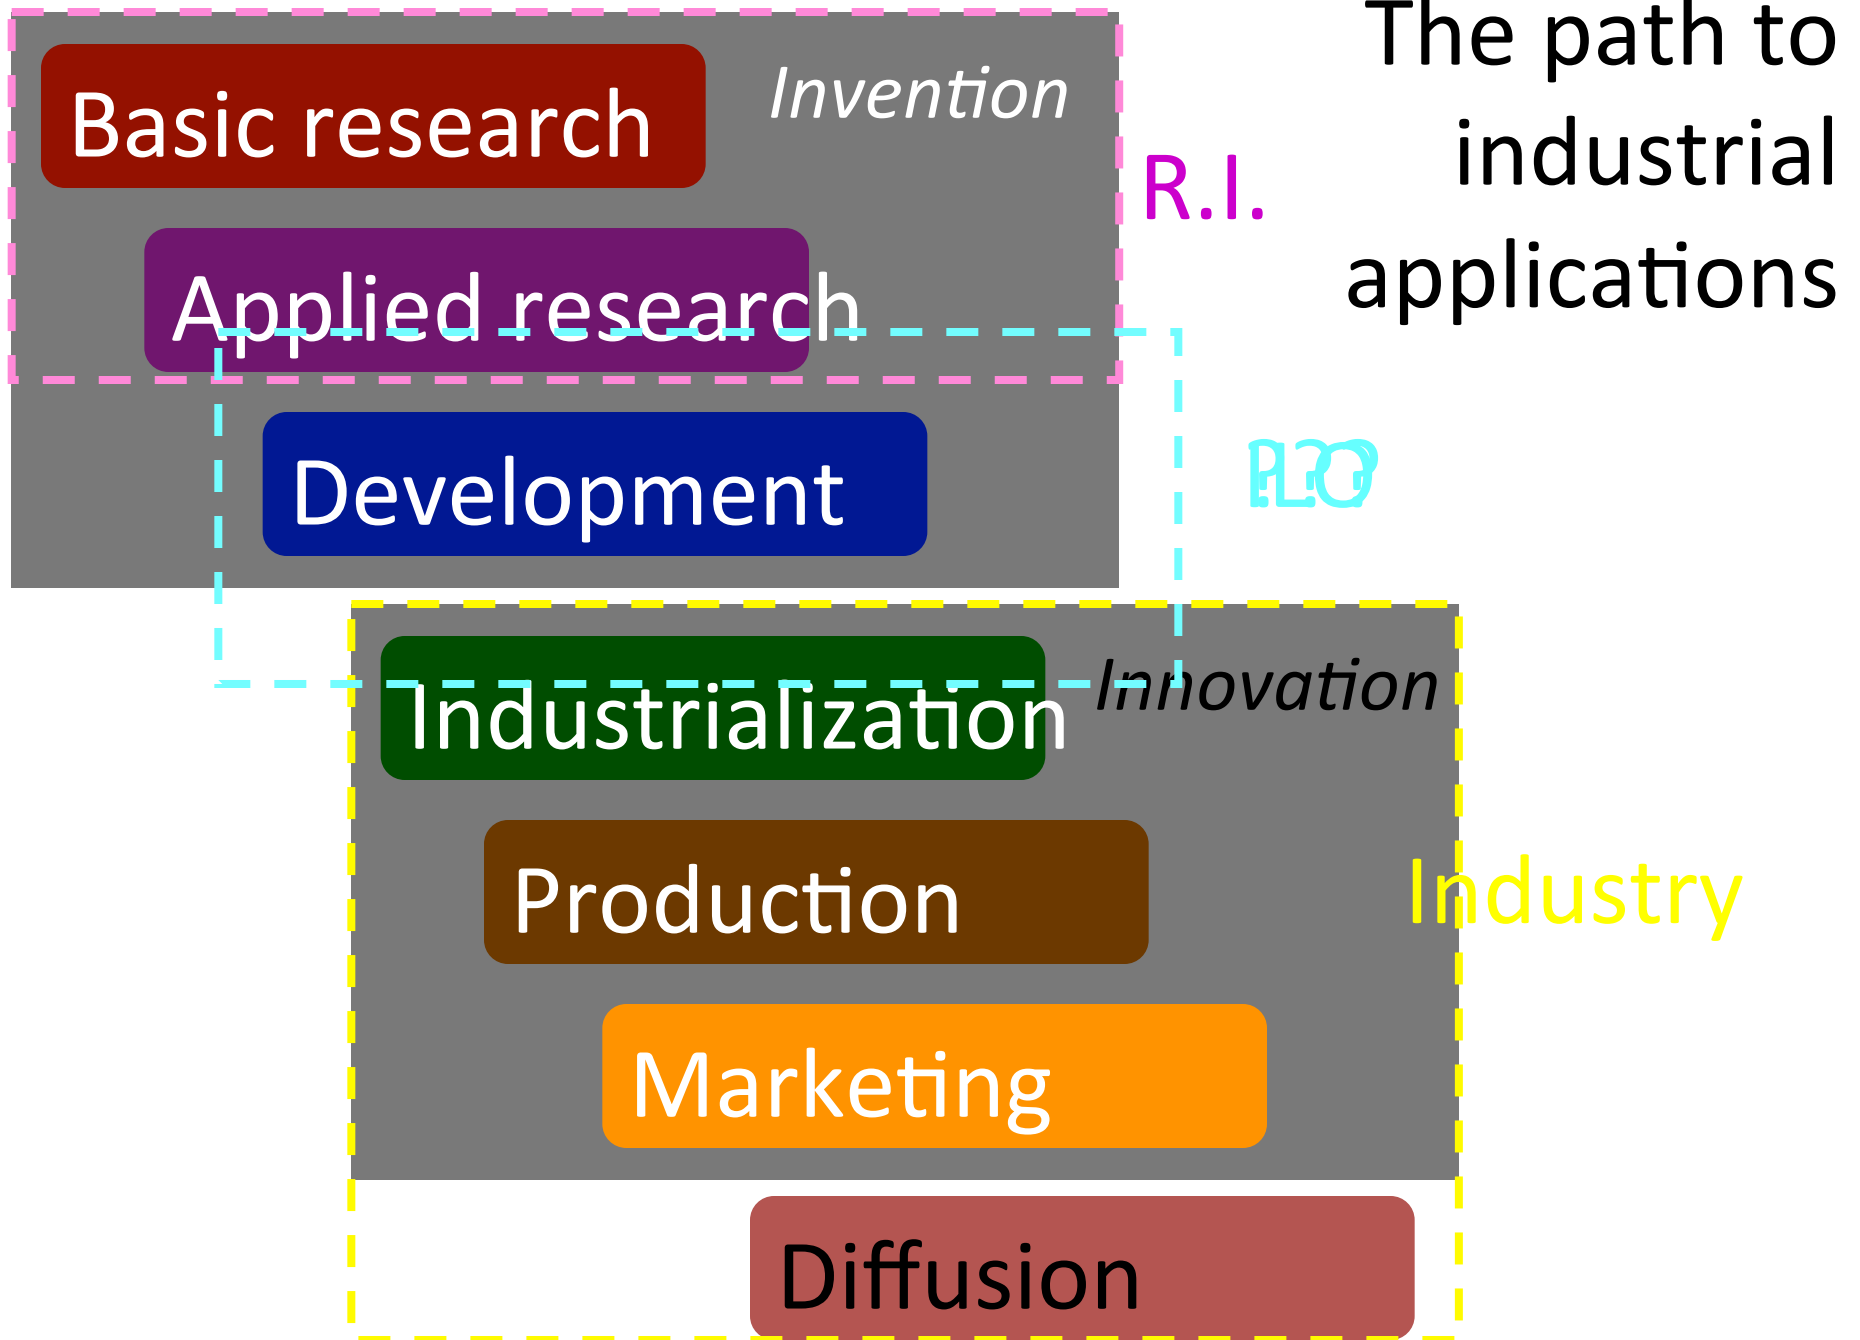 The path to
industrial
applications
Basic research
Invention
R.I.
Applied research
Development
Industrialization
Innovation
Production
Industry
Marketing
Diffusion